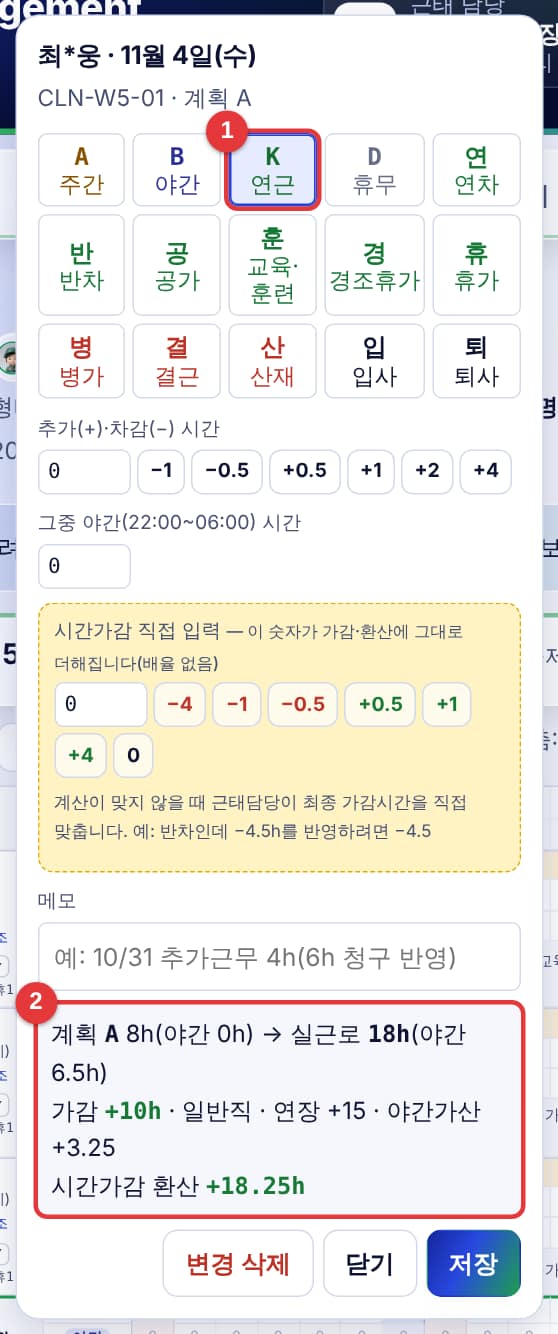 gement
근태 담당
최*웅 · 11월 4일(수)
CLN-W5-01 · 계획 A
1
A
주간
B
야간
K
연근
D
휴무
연
연차
반
반차
공
공가
훈
교육·
훈련
경
경조휴가
휴
휴가
병
병가
결
결근
산
산재
입
입사
퇴
퇴사
추가(+)·차감(−) 시간
0 −1 −0.5 +0.5 +1 +2 +4
그중 야간(22:00~06:00) 시간
0
시간가감 직접 입력 — 이 숫자가 가감·환산에 그대로
더해집니다(배율 없음)
0 −4 −1 −0.5 +0.5 +1
+4 0
계산이 맞지 않을 때 근태담당이 최종 가감시간을 직접
맞춥니다. 예: 반차인데 −4.5h를 반영하려면 −4.5
메모
예: 10/31 추가근무 4h(6h 청구 반영)
2
계획 A 8h(야간 0h) → 실근로 18h(야간
6.5h)
가감 +10h · 일반직 · 연장 +15 · 야간가산
+3.25
시간가감 환산 +18.25h
변경 삭제 닫기 저장